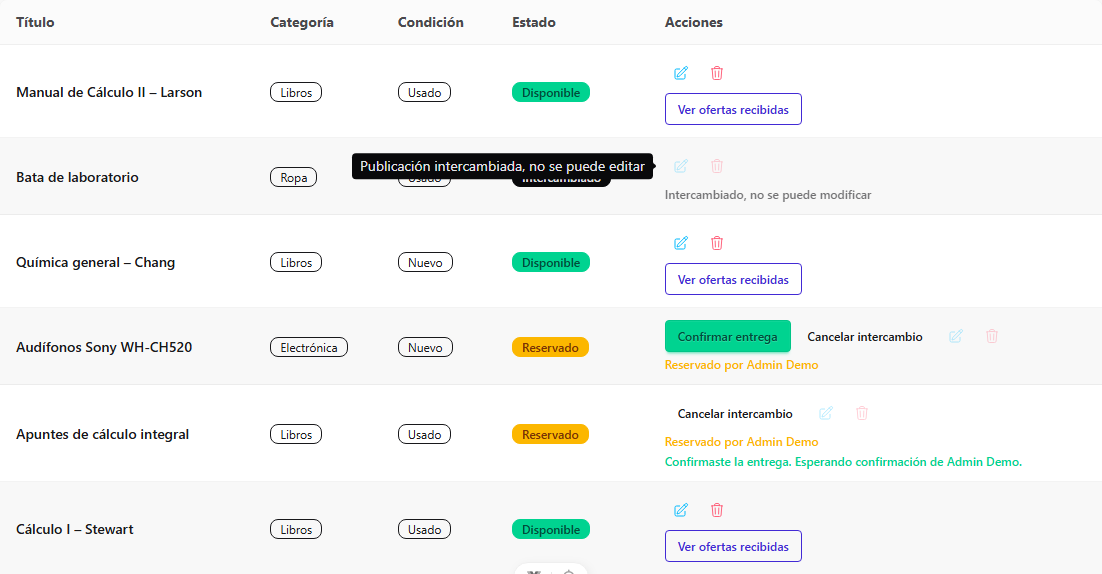 Título Categoría Condición Estado Acciones
Manual de Cálculo II – Larson Libros Usado Disponible
Ver ofertas recibidas
Publicación intercambiada, no se puede editar
Bata de laboratorio Ropa Usado Intercambiado
Intercambiado, no se puede modificar
Química general – Chang Libros Nuevo Disponible
Ver ofertas recibidas
Audífonos Sony WH-CH520 Electrónica Nuevo Reservado Confirmar entrega Cancelar intercambio
Reservado por Admin Demo
Cancelar intercambio
Apuntes de cálculo integral Libros Usado Reservado
Reservado por Admin Demo
Confirmaste la entrega. Esperando confirmación de Admin Demo.
Cálculo I – Stewart Libros Usado Disponible
Ver ofertas recibidas